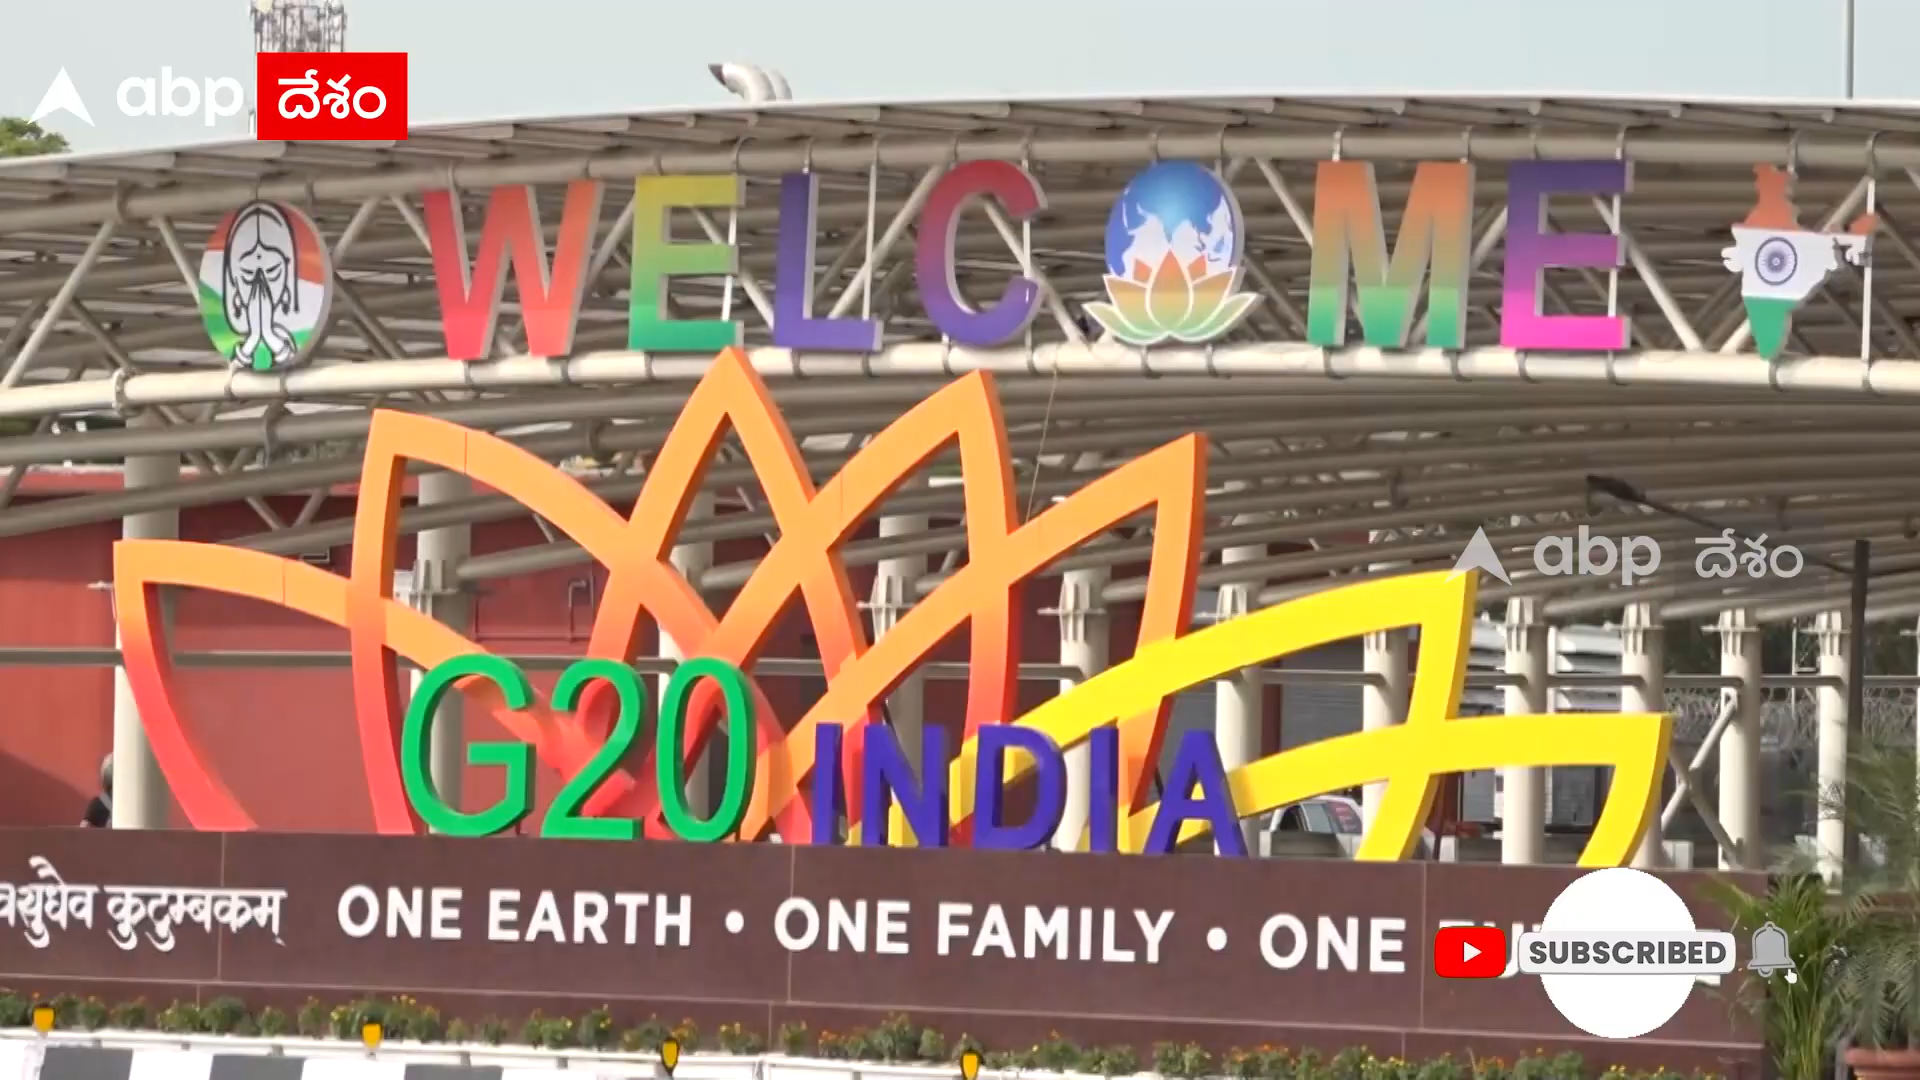 abp దేశం
WELCOME
abp దేశం
G20 INDIA
वसुधैव कुटुम्बकम् ONE EARTH • ONE FAMILY • ONE
SUBSCRIBED